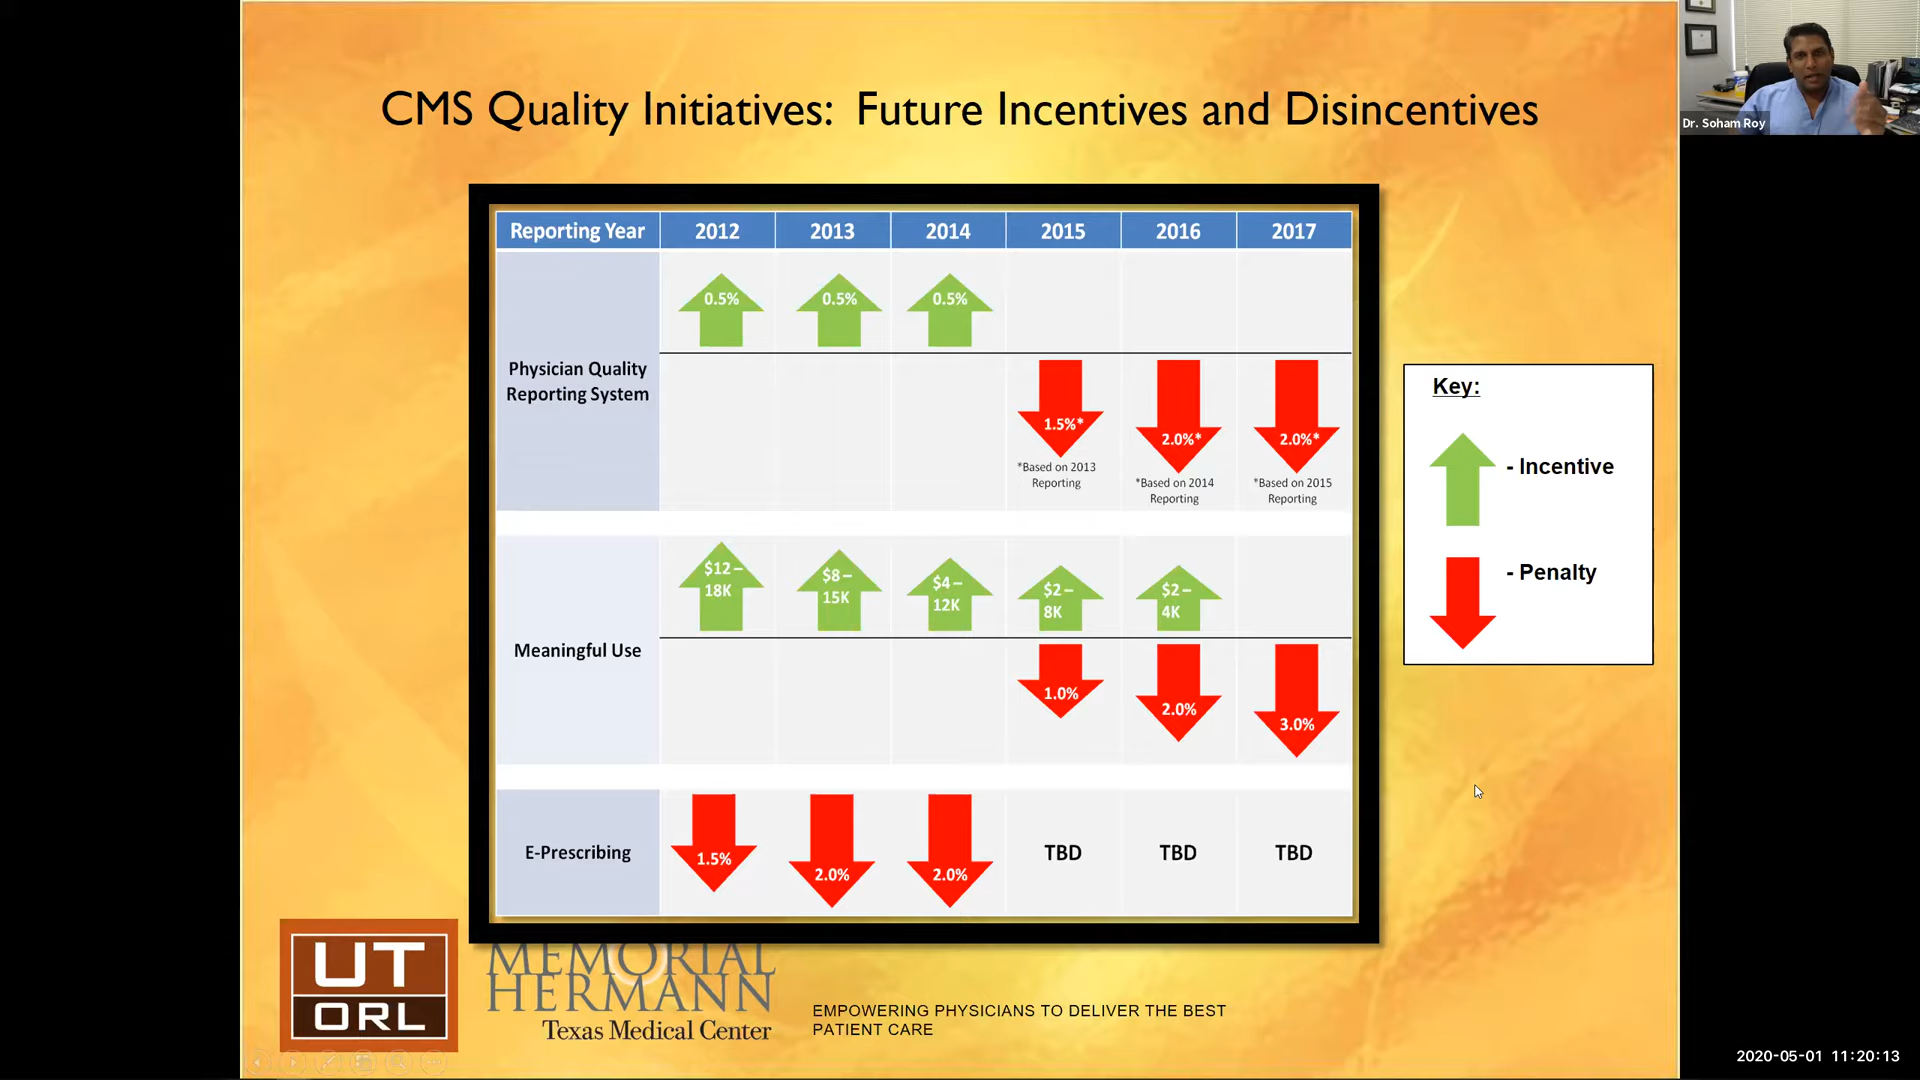 CMS Quality Initiatives: Future Incentives and Disincentives
Dr. Soham Roy
Reporting Year 2012 2013 2014 2015 2016 2017
Physician Quality
Reporting System
0.5% 0.5% 0.5%
1.5%* 2.0%* 2.0%*
*Based on 2013
Reporting
*Based on 2014
Reporting
*Based on 2015
Reporting
Meaningful Use
$12 –
18K
$8 –
15K
$4 –
12K
$2 –
8K
$2 –
4K
1.0% 2.0% 3.0%
E-Prescribing
1.5% 2.0% 2.0% TBD TBD TBD
Key:
- Incentive
- Penalty
UT
ORL
MEMORIAL
HERMANN
Texas Medical Center
EMPOWERING PHYSICIANS TO DELIVER THE BEST
PATIENT CARE
2020-05-01 11:20:13